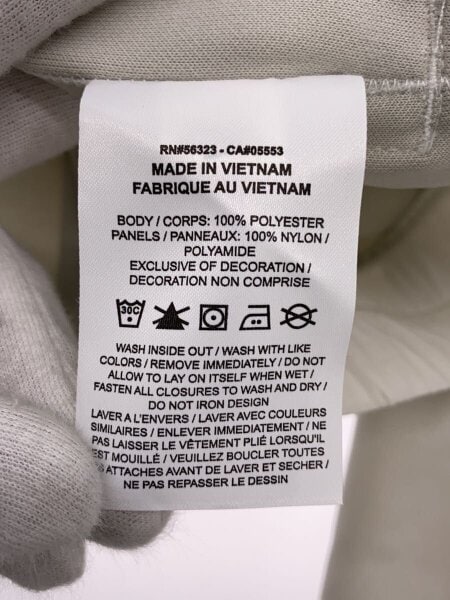 RN#56323 - CA#05553
MADE IN VIETNAM
FABRIQUE AU VIETNAM
BODY / CORPS: 100% POLYESTER
PANELS / PANNEAUX: 100% NYLON /
POLYAMIDE
EXCLUSIVE OF DECORATION /
DECORATION NON COMPRISE
30C
WASH INSIDE OUT / WASH WITH LIKE
COLORS / REMOVE IMMEDIATELY / DO NOT
ALLOW TO LAY ON ITSELF WHEN WET /
FASTEN ALL CLOSURES TO WASH AND DRY /
DO NOT IRON DESIGN
LAVER A L'ENVERS / LAVER AVEC COULEURS
SIMILAIRES / ENLEVER IMMEDIATEMENT / NE
PAS LAISSER LE VÊTEMENT PLIÉ LORSQU'IL
EST MOUILLÉ / VEUILLEZ BOUCLER TOUTES
ATTACHES AVANT DE LAVER ET SECHER /
NE PAS REPASSER LE DESSIN